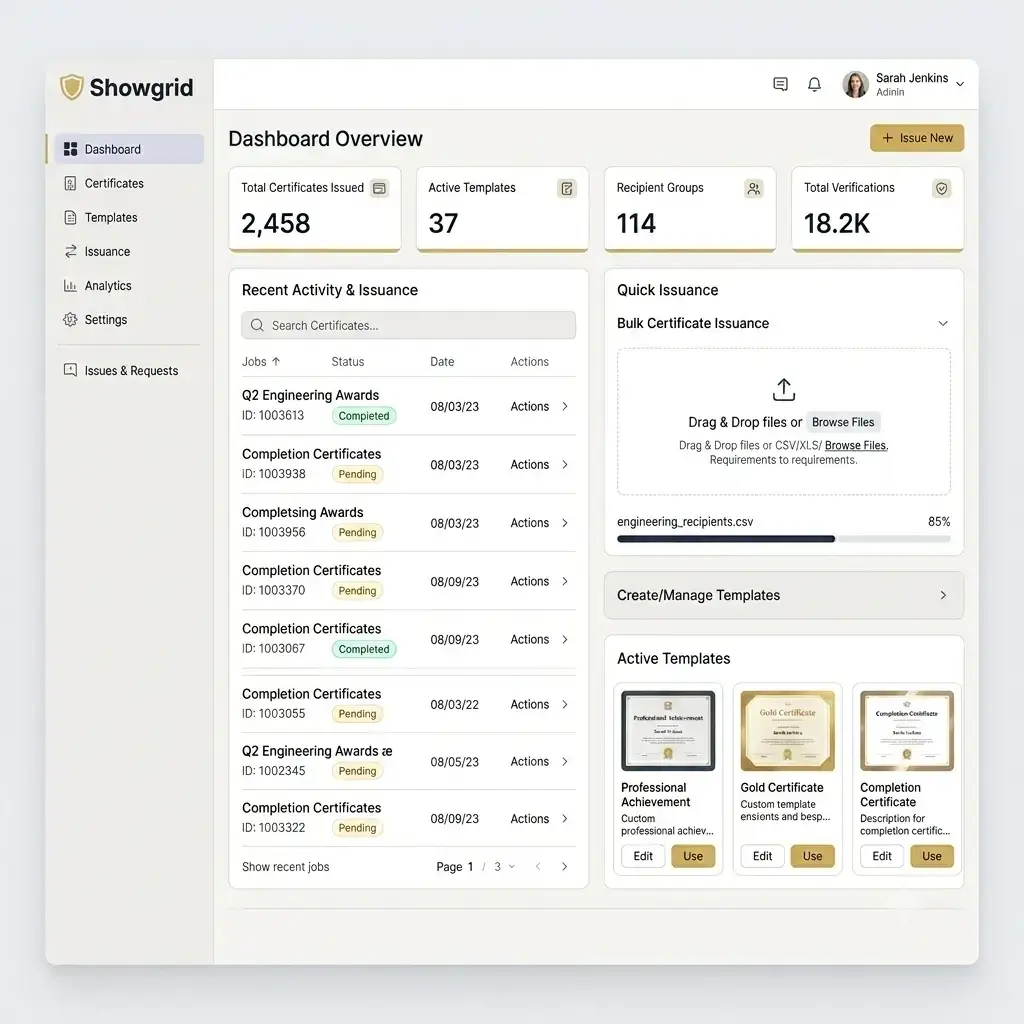 Showgrid
Sarah Jenkins
Adinin
Dashboard
Certificates
Templates
Issuance
Analytics
Settings
Issues & Requests
Dashboard Overview
+ Issue New
Total Certificates Issued
2,458
Active Templates
37
Recipient Groups
114
Total Verifications
18.2K
Recent Activity & Issuance
Search Certificates...
Jobs ↑ Status Date Actions
Q2 Engineering Awards
ID: 1003613 Completed 08/03/23 Actions
Completion Certificates
ID: 1003938 Pending 08/03/23 Actions
Completsing Awards
ID: 1003956 Pending 08/03/23 Actions
Completion Certificates
ID: 1003370 Pending 08/09/23 Actions
Completion Certificates
ID: 1003067 Completed 08/09/23 Actions
Completion Certificates
ID: 1003055 Pending 08/03/22 Actions
Q2 Engineering Awards æ
ID: 1002345 Pending 08/05/23 Actions
Completion Certificates
ID: 1003322 Pending 08/09/23 Actions
Show recent jobs Page 1 / 3
Quick Issuance
Bulk Certificate Issuance
Drag & Drop files or Browse Files
Drag & Drop files or CSV/XLS/ Browse Files.
Requirements to requirements.
engineering_recipients.csv 85%
Create/Manage Templates
Active Templates
Gold Certificate
Professional
Achievement
Cuctom
professional achiev...
Edit Use
Gold Certificate
Custom template
ensionts and besp...
Edit Use
Completion
Certificate
Description for
completion certific...
Edit Use